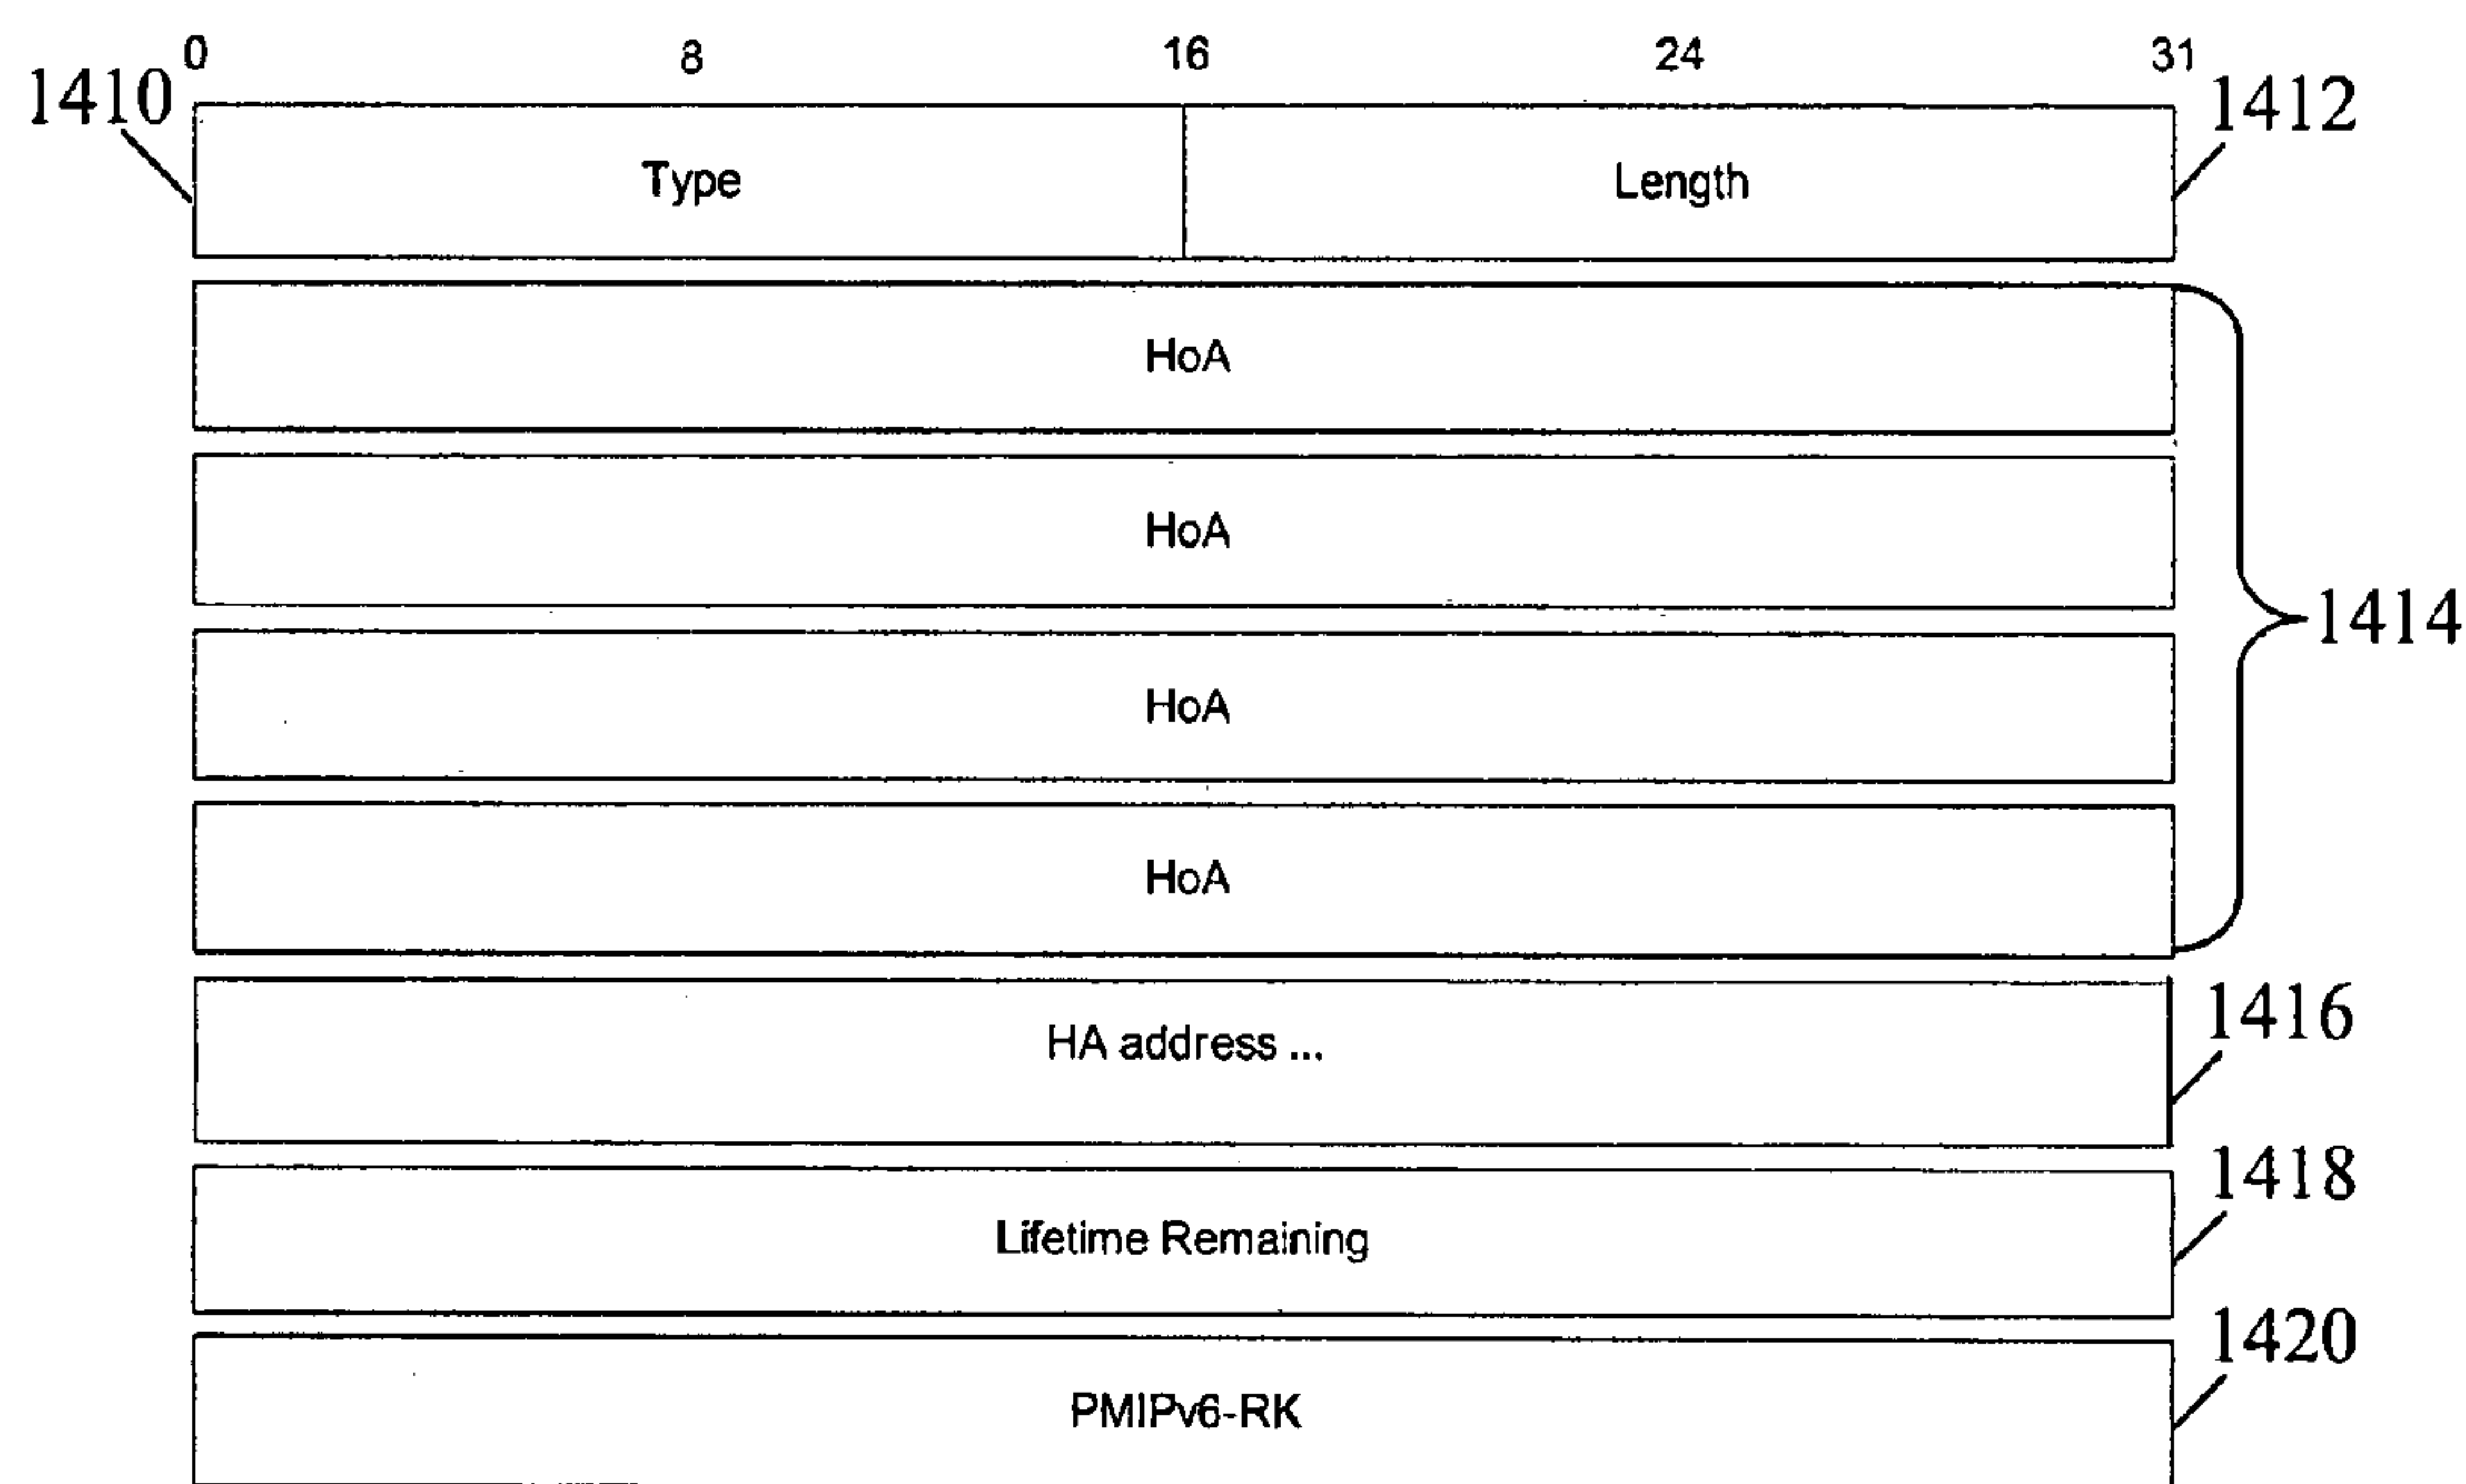 0 8 16 24 31
1410 1412
Type Length
HoA
HoA
1414
HoA
HoA
1416
HA address ...
1418
Lifetime Remaining
1420
PMIPv6-RK